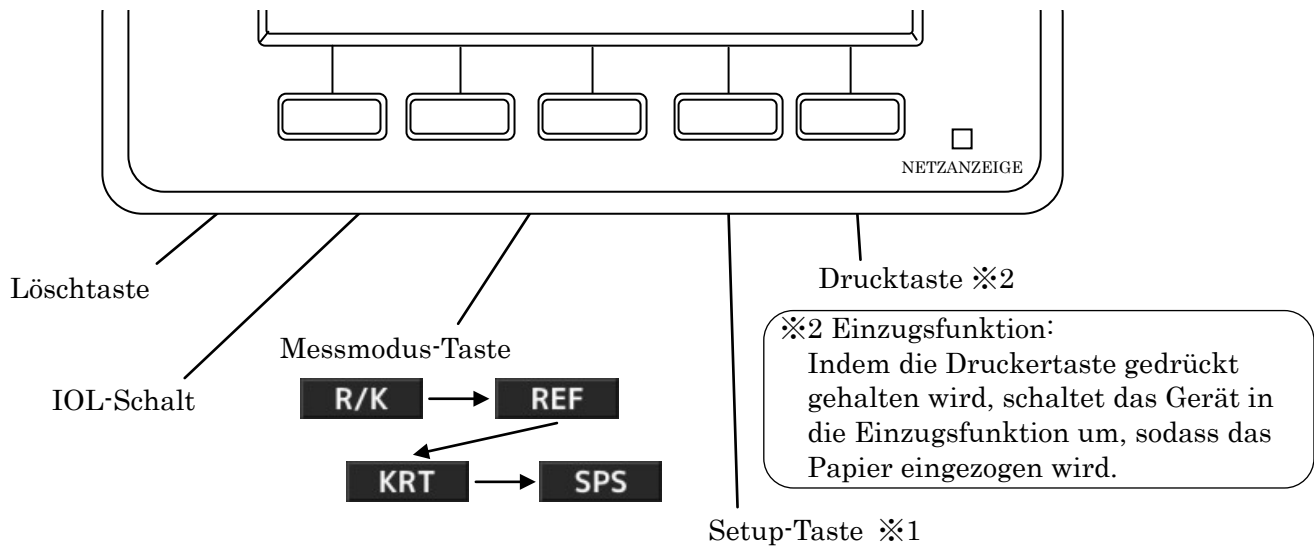 NETZANZEIGE
Löschtaste
Drucktaste ※2
※2 Einzugsfunktion:
Indem die Druckertaste gedrückt
gehalten wird, schaltet das Gerät in
die Einzugsfunktion um, sodass das
Papier eingezogen wird.
Messmodus-Taste
IOL-Schalt
R/K
REF
KRT
SPS
Setup-Taste ※1